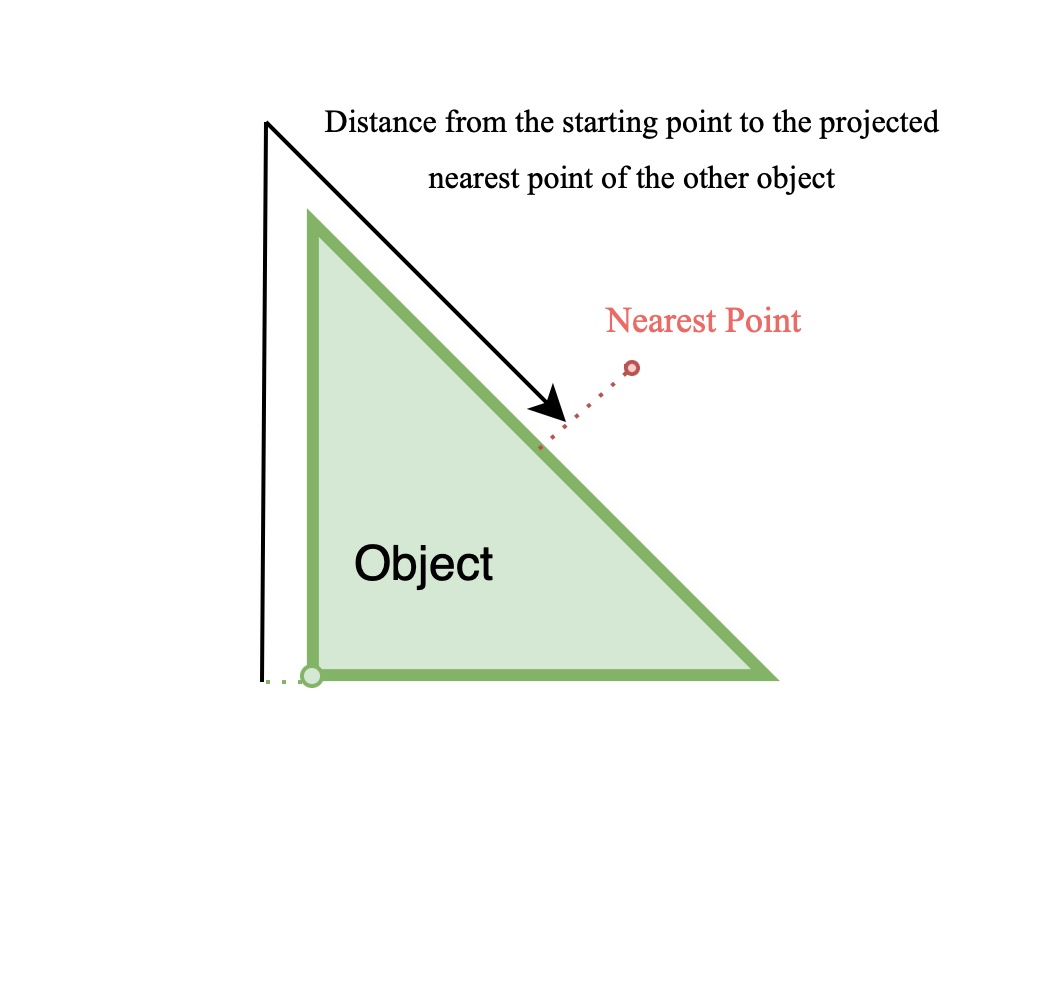 Distance from the starting point to the projected
nearest point of the other object
Nearest Point
Object